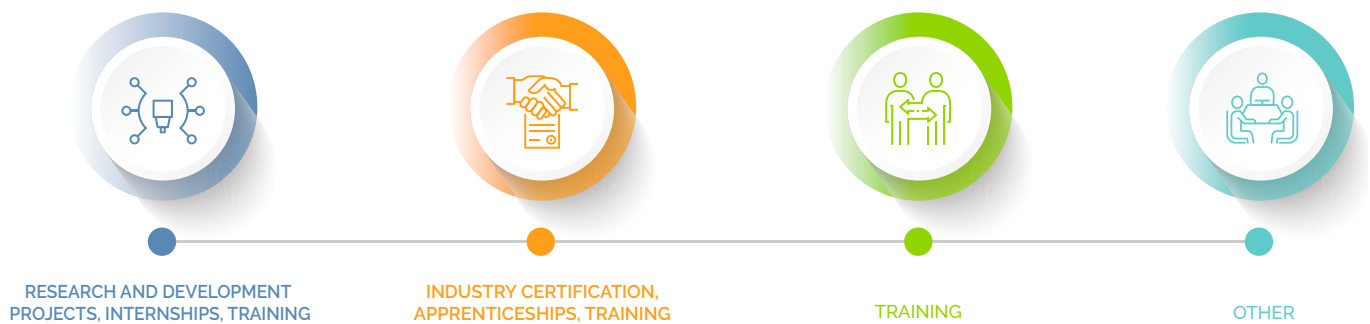 RESEARCH AND DEVELOPMENT
PROJECTS, INTERNSHIPS, TRAINING
INDUSTRY CERTIFICATION,
APPRENTICESHIPS, TRAINING
TRAINING
OTHER